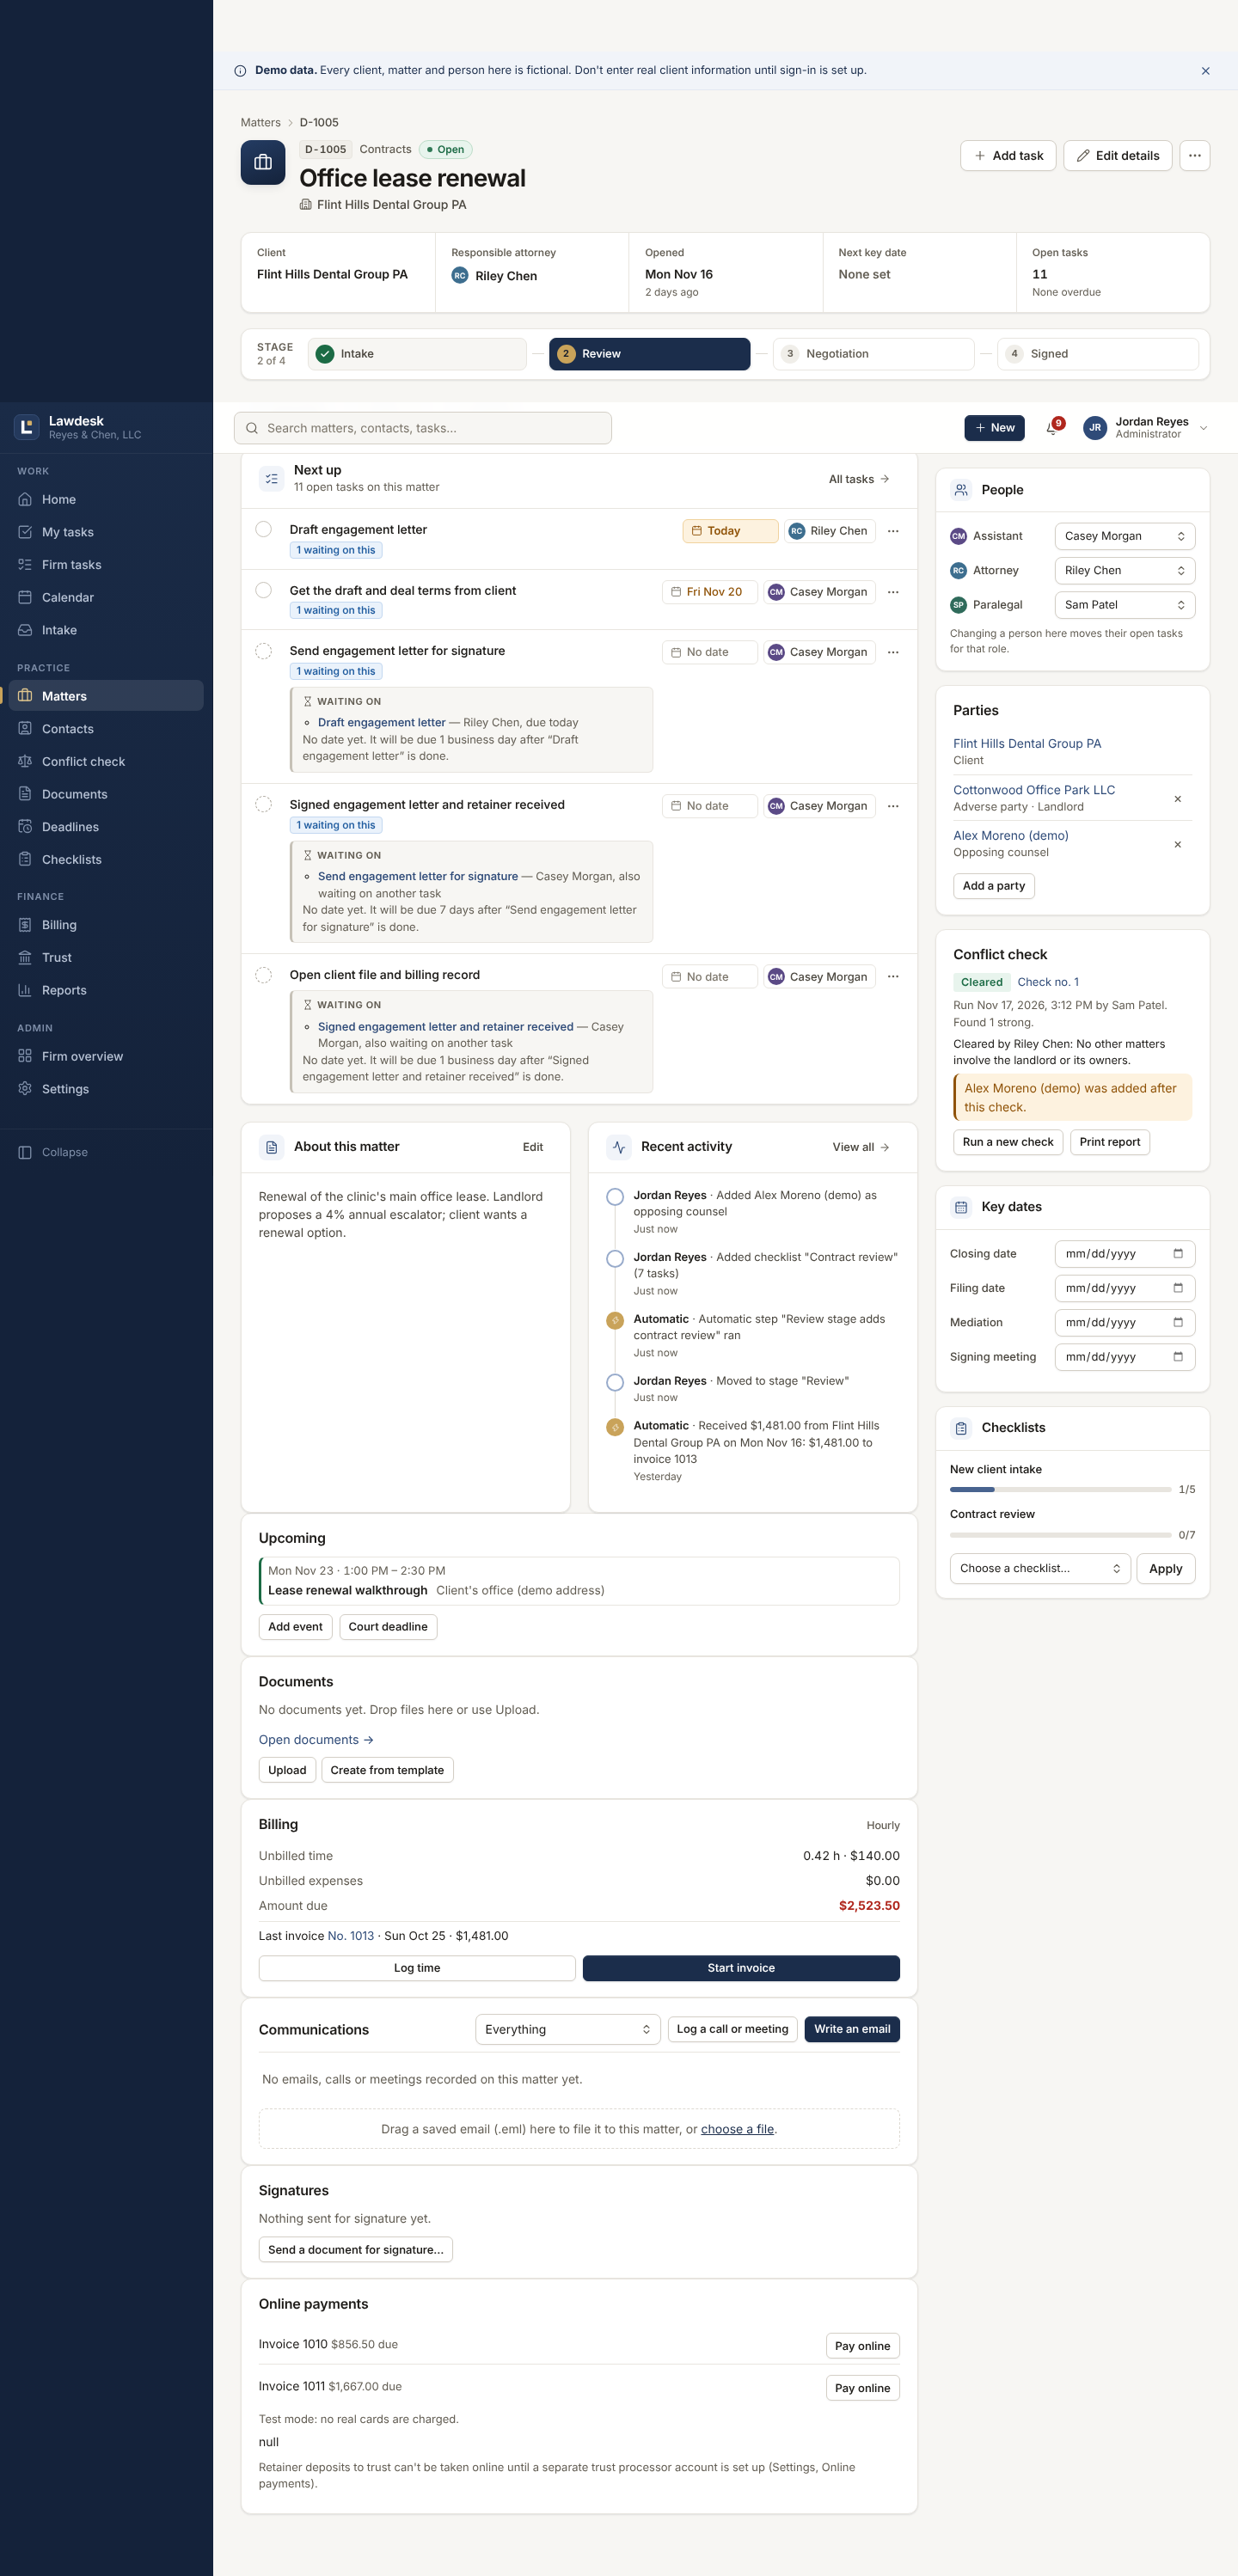 Demo data. Every client, matter and person here is fictional. Don't enter real client information until sign-in is set up.
Matters
D-1005
D-1005
Contracts
Open
Office lease renewal
Flint Hills Dental Group PA
Add task
Edit details
Client
Flint Hills Dental Group PA
Responsible attorney
RC Riley Chen
Opened
Mon Nov 16
2 days ago
Next key date
None set
Open tasks
11
None overdue
STAGE
2 of 4
Intake
2 Review
3 Negotiation
4 Signed
Lawdesk
Reyes & Chen, LLC
Search matters, contacts, tasks...
New
9
JR
Jordan Reyes
Administrator
WORK
Home
My tasks
Firm tasks
Calendar
Intake
PRACTICE
Matters
Contacts
Conflict check
Documents
Deadlines
Checklists
FINANCE
Billing
Trust
Reports
ADMIN
Firm overview
Settings
Collapse
Next up
11 open tasks on this matter
All tasks →
Draft engagement letter
1 waiting on this
Today
RC Riley Chen
Get the draft and deal terms from client
1 waiting on this
Fri Nov 20
CM Casey Morgan
Send engagement letter for signature
1 waiting on this
No date
CM Casey Morgan
WAITING ON
Draft engagement letter — Riley Chen, due today
No date yet. It will be due 1 business day after “Draft
engagement letter” is done.
Signed engagement letter and retainer received
1 waiting on this
No date
CM Casey Morgan
WAITING ON
Send engagement letter for signature — Casey Morgan, also
waiting on another task
No date yet. It will be due 7 days after “Send engagement letter
for signature” is done.
Open client file and billing record
No date
CM Casey Morgan
WAITING ON
Signed engagement letter and retainer received — Casey
Morgan, also waiting on another task
No date yet. It will be due 1 business day after “Signed
engagement letter and retainer received” is done.
About this matter
Edit
Renewal of the clinic's main office lease. Landlord
proposes a 4% annual escalator; client wants a
renewal option.
Recent activity
View all →
Jordan Reyes · Added Alex Moreno (demo) as
opposing counsel
Just now
Jordan Reyes · Added checklist "Contract review"
(7 tasks)
Just now
Automatic · Automatic step "Review stage adds
contract review" ran
Just now
Jordan Reyes · Moved to stage "Review"
Just now
Automatic · Received $1,481.00 from Flint Hills
Dental Group PA on Mon Nov 16: $1,481.00 to
invoice 1013
Yesterday
Upcoming
Mon Nov 23 · 1:00 PM – 2:30 PM
Lease renewal walkthrough Client's office (demo address)
Add event
Court deadline
Documents
No documents yet. Drop files here or use Upload.
Open documents →
Upload
Create from template
Billing
Hourly
Unbilled time
0.42 h · $140.00
Unbilled expenses
$0.00
Amount due
$2,523.50
Last invoice No. 1013 · Sun Oct 25 · $1,481.00
Log time
Start invoice
Communications
Everything
Log a call or meeting
Write an email
No emails, calls or meetings recorded on this matter yet.
Drag a saved email (.eml) here to file it to this matter, or choose a file.
Signatures
Nothing sent for signature yet.
Send a document for signature...
Online payments
Invoice 1010 $856.50 due
Pay online
Invoice 1011 $1,667.00 due
Pay online
Test mode: no real cards are charged.
null
Retainer deposits to trust can't be taken online until a separate trust processor account is set up (Settings, Online
payments).
People
CM Assistant
Casey Morgan
RC Attorney
Riley Chen
SP Paralegal
Sam Patel
Changing a person here moves their open tasks
for that role.
Parties
Flint Hills Dental Group PA
Client
Cottonwood Office Park LLC
Adverse party · Landlord
Alex Moreno (demo)
Opposing counsel
Add a party
Conflict check
Cleared
Check no. 1
Run Nov 17, 2026, 3:12 PM by Sam Patel.
Found 1 strong.
Cleared by Riley Chen: No other matters
involve the landlord or its owners.
Alex Moreno (demo) was added after
this check.
Run a new check
Print report
Key dates
Closing date
mm/dd/yyyy
Filing date
mm/dd/yyyy
Mediation
mm/dd/yyyy
Signing meeting
mm/dd/yyyy
Checklists
New client intake
1/5
Contract review
0/7
Choose a checklist...
Apply